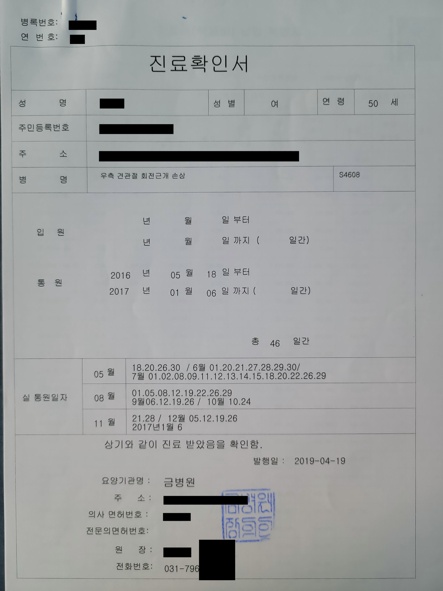 병록번호:
연 번호:
진료확인서
성 명 성별 여 연령 50 세
주민등록번호
주 소
병 명 우측 견관절 회전근개 손상 S4608
입 원 년 월 일 부터
년 월 일 까지 ( 일간)
통 원 2016 년 05 월 18 일 부터
2017 년 01 월 06 일 까지 ( 일간)
총 46 일간
실 통원일자
05 월 18.20.26.30 / 6월 01.20.21.27.28.29.30/
7월 01.02.08.09.11.12.13.14.15.18.20.22.26.29
08 월 01.05.08.12.19.22.26.29
9월06.12.19.26 / 10월 10.24
11 월 21.28 / 12월 05.12.19.26
2017년1월 6
상기와 같이 진료 받았음을 확인함.
발행일 : 2019-04-19
요양기관명 : 금병원
주 소 :
의사 면허번호 :
전문의면허번호:
원 장 :
전화번호: 031-796